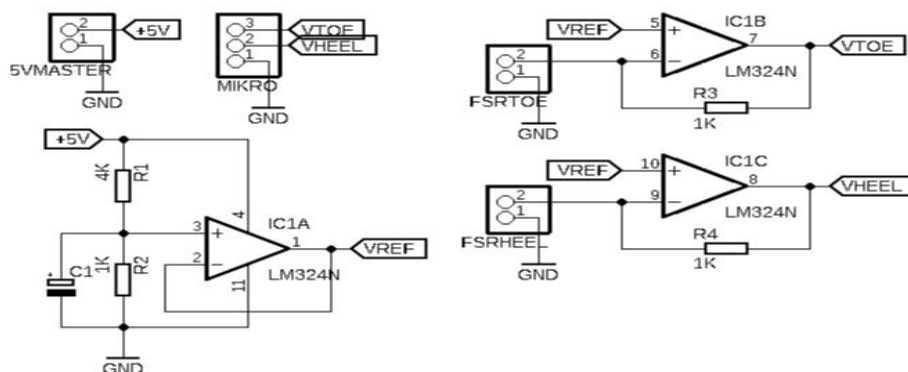 2
1
+5V
5VMASTER
GND
3
2
1
VTOE
VHEEL
MIKRO
GND
+5V
4K
R1
1K
R2
C1
+
GND
IC1A
3
+
2
−
4
11
1
LM324N
VREF
VREF
5
+
6
−
IC1B
7
LM324N
VTOE
2
1
FSRTOE
GND
R3
1K
VREF
10
+
9
−
IC1C
8
LM324N
VHEEL
2
1
FSRHEEL
GND
R4
1K